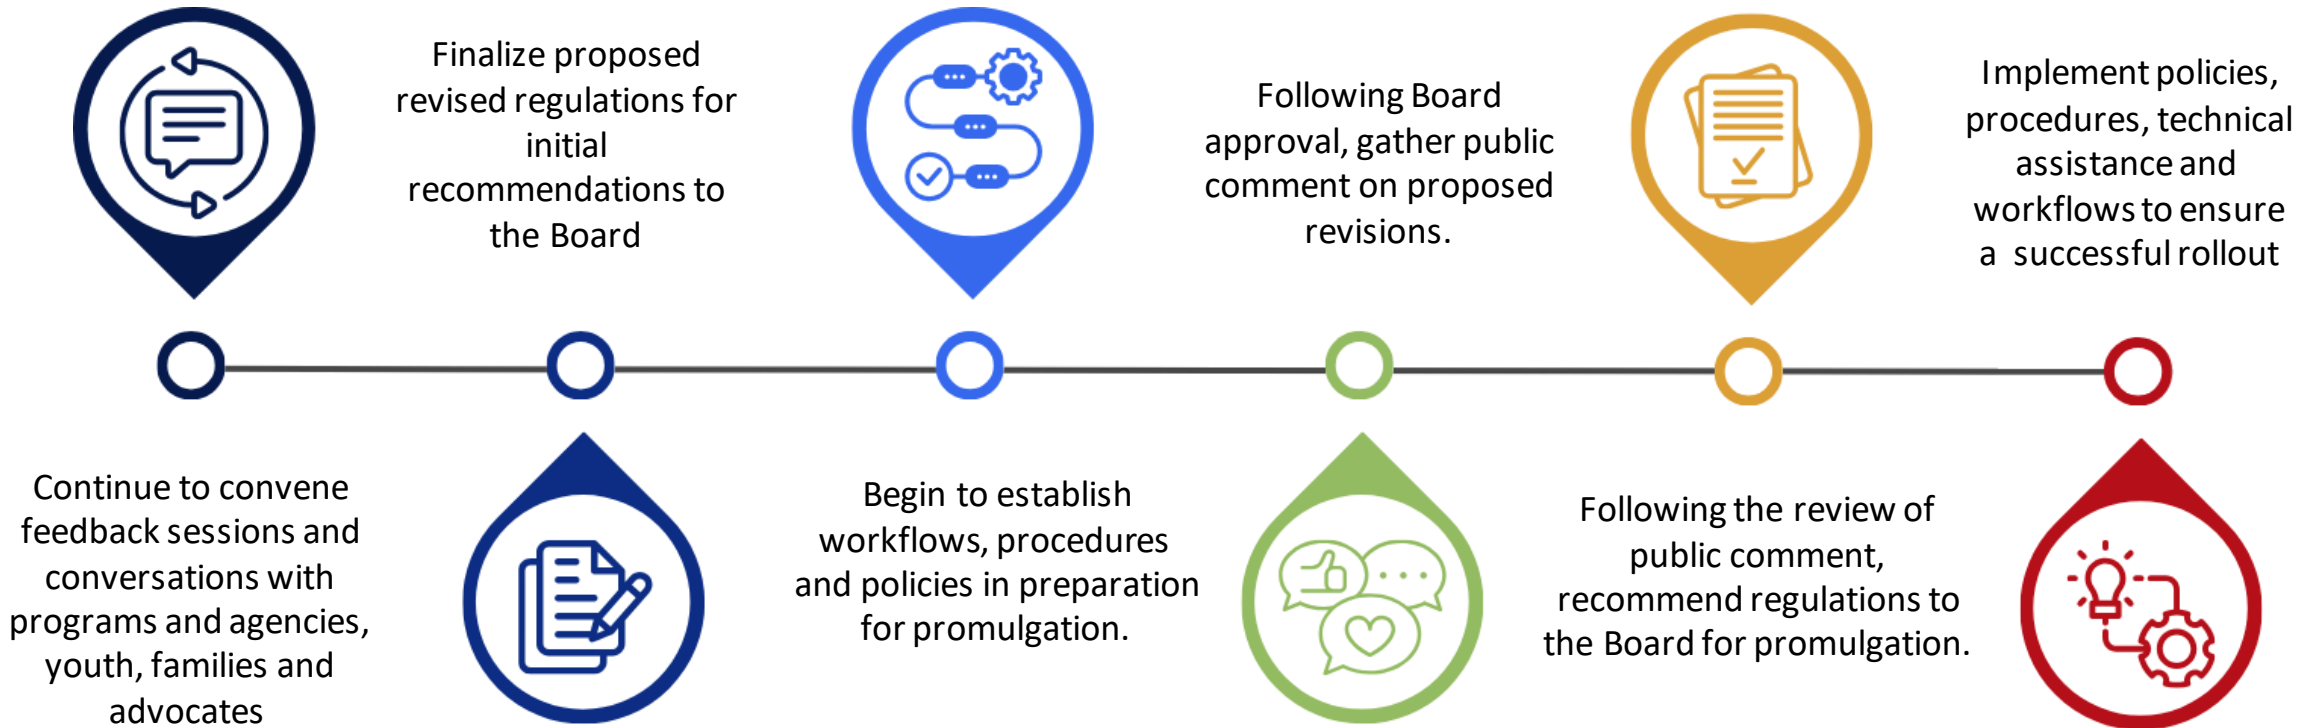 Continue to convene
feedback sessions and
conversations with
programs and agencies,
youth, families and
advocates
Finalize proposed
revised regulations for
initial
recommendations to
the Board
Begin to establish
workflows, procedures
and policies in preparation
for promulgation.
Following Board
approval, gather public
comment on proposed
revisions.
Following the review of
public comment,
recommend regulations to
the Board for promulgation.
Implement policies,
procedures, technical
assistance and
workflows to ensure
a successful rollout